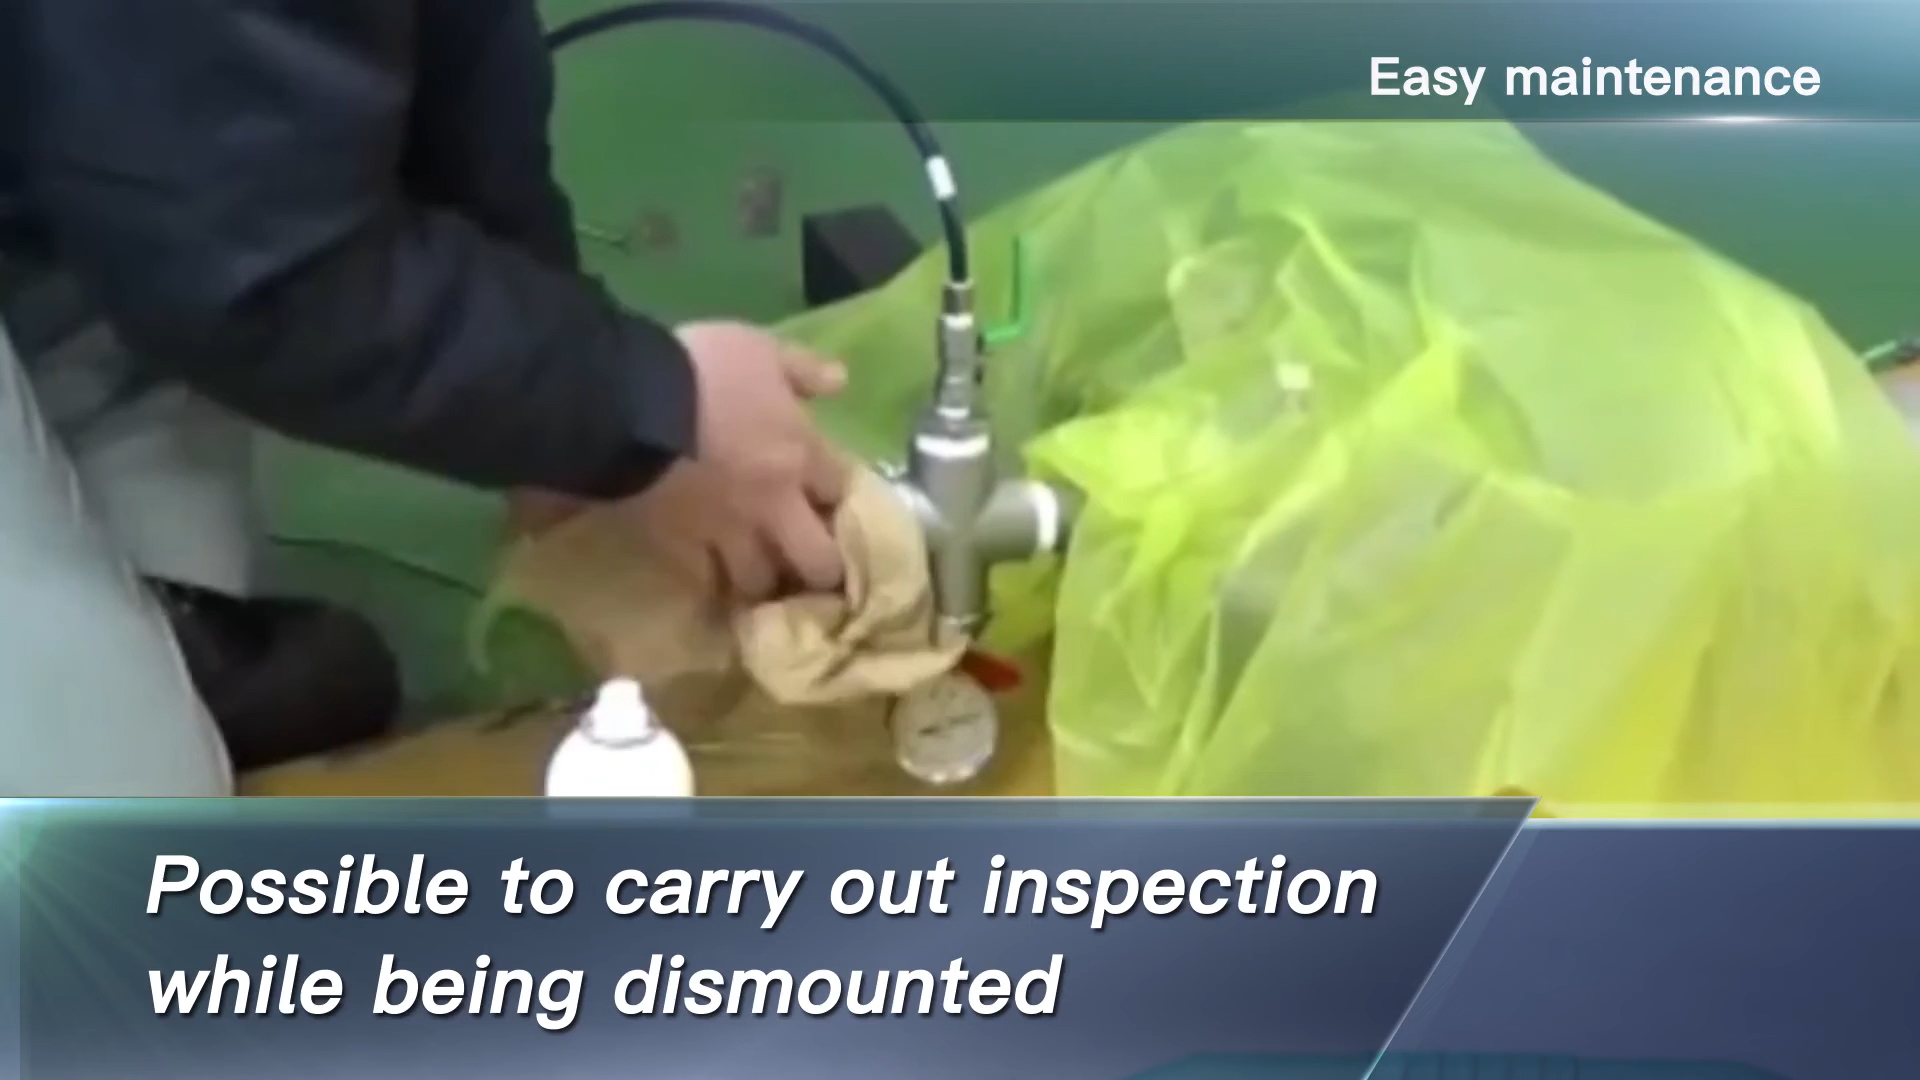 Easy maintenance
Possible to carry out inspection
while being dismounted